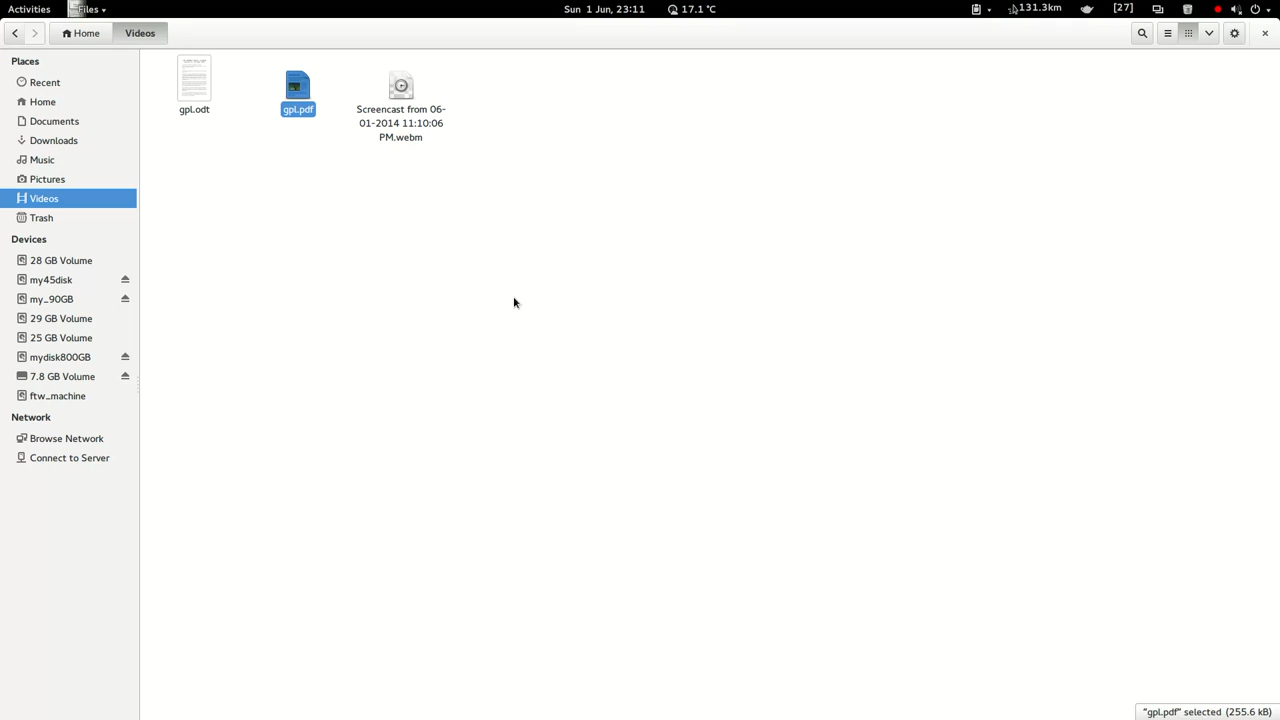 Activities
Files
Sun 1 Jun, 23:11
17.1 °C
131.3km
[27]
Home
Videos
Places
Recent
Home
Documents
Downloads
Music
Pictures
Videos
Trash
Devices
28 GB Volume
my45disk
my_90GB
29 GB Volume
25 GB Volume
mydisk800GB
7.8 GB Volume
ftw_machine
Network
Browse Network
Connect to Server
gpl.odt
gpl.pdf
Screencast from 06-
01-2014 11:10:06
PM.webm
"gpl.pdf" selected (255.6 kB)